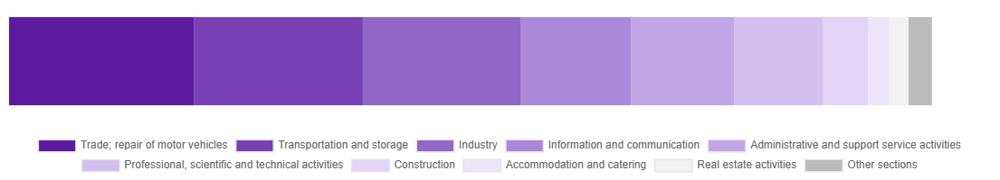 Trade; repair of motor vehicles Transportation and storage Industry Information and communication Administrative and support service activities
Professional, scientific and technical activities Construction Accommodation and catering Real estate activities Other sections